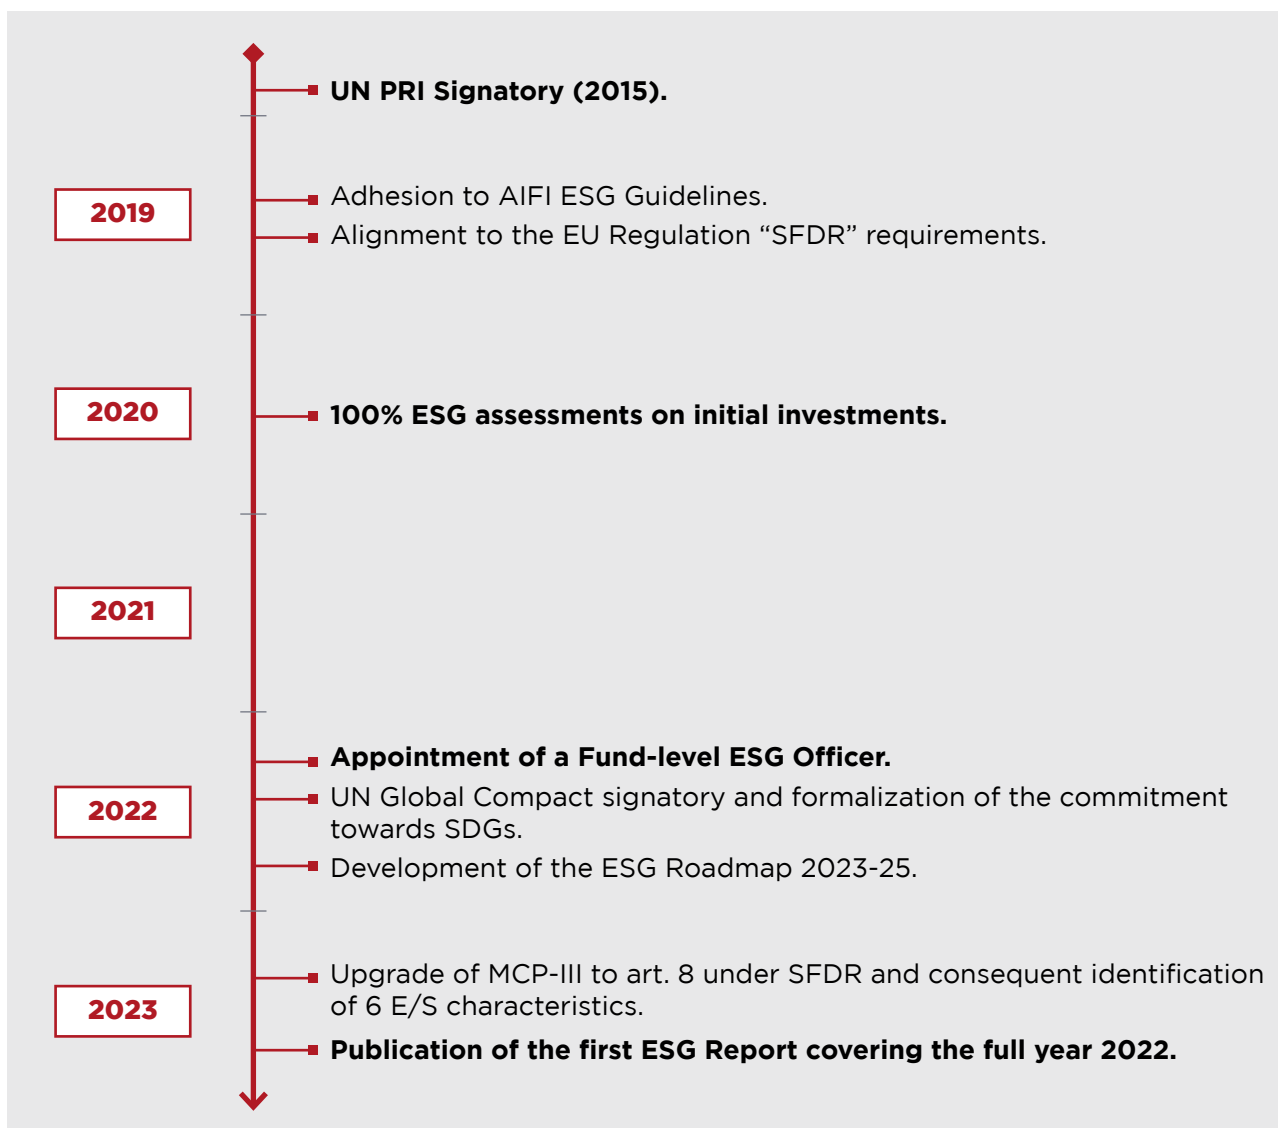 UN PRI Signatory (2015).
2019
Adhesion to AIFI ESG Guidelines.
Alignment to the EU Regulation “SFDR” requirements.
2020
100% ESG assessments on initial investments.
2021
2022
Appointment of a Fund-level ESG Officer.
UN Global Compact signatory and formalization of the commitment
towards SDGs.
Development of the ESG Roadmap 2023-25.
2023
Upgrade of MCP-III to art. 8 under SFDR and consequent identification
of 6 E/S characteristics.
Publication of the first ESG Report covering the full year 2022.